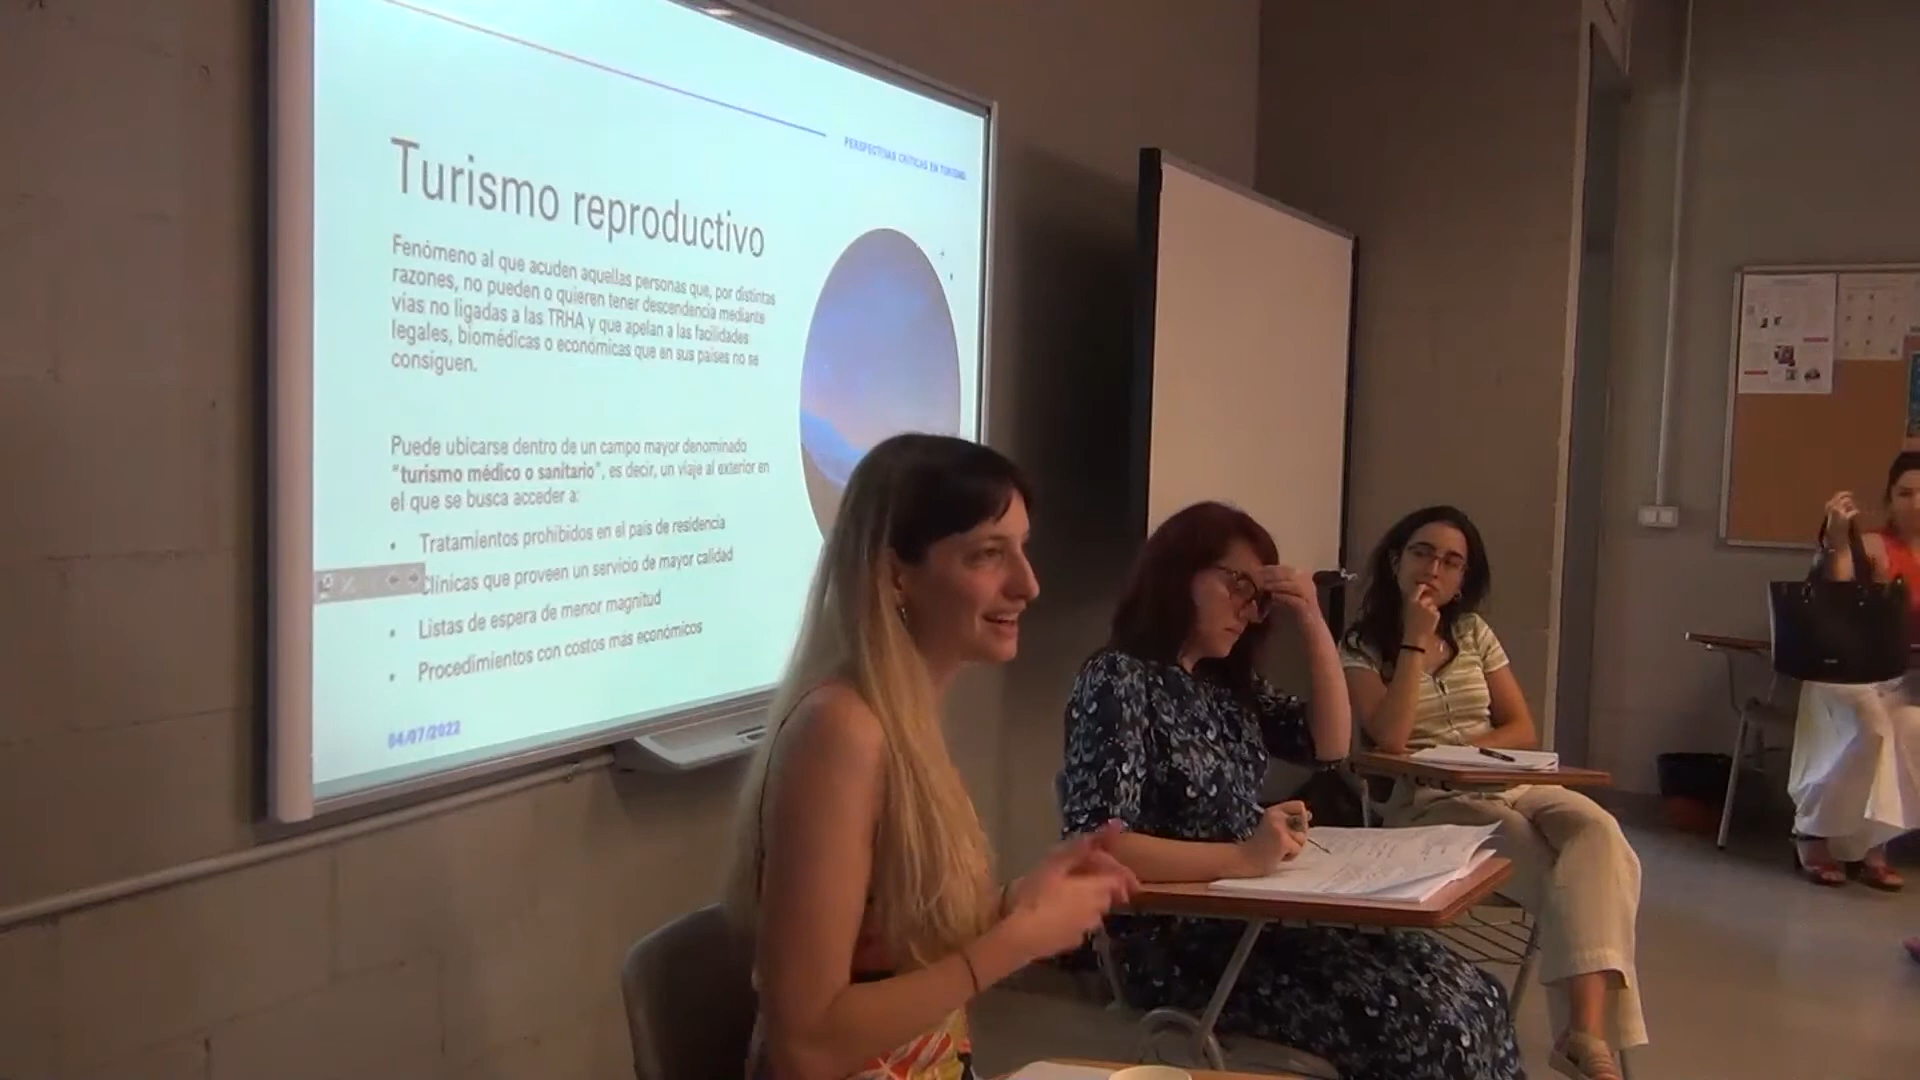 PERSPECTIVAS CRÍTICAS EN TURISMO
Turismo reproductivo
Fenómeno al que acuden aquellas personas que, por distintas
razones, no pueden o quieren tener descendencia mediante
vías no ligadas a las TRHA y que apelan a las facilidades
legales, biomédicas o económicas que en sus países no se
consiguen.
Puede ubicarse dentro de un campo mayor denominado
“turismo médico o sanitario”, es decir, un viaje al exterior en
el que se busca acceder a:
• Tratamientos prohibidos en el país de residencia
Clínicas que proveen un servicio de mayor calidad
• Listas de espera de menor magnitud
• Procedimientos con costos más económicos
04/07/2022